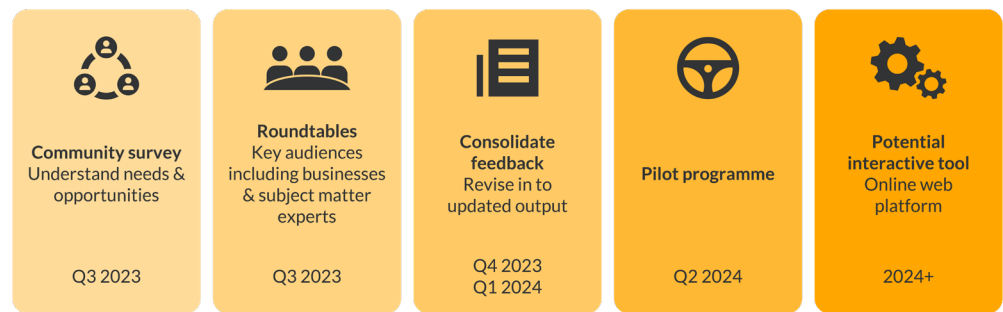 Community survey
Understand needs &
opportunities
Q3 2023
Roundtables
Key audiences
including businesses
& subject matter
experts
Q3 2023
Consolidate
feedback
Revise in to
updated output
Q4 2023
Q1 2024
Pilot programme
Q2 2024
Potential
interactive tool
Online web
platform
2024+